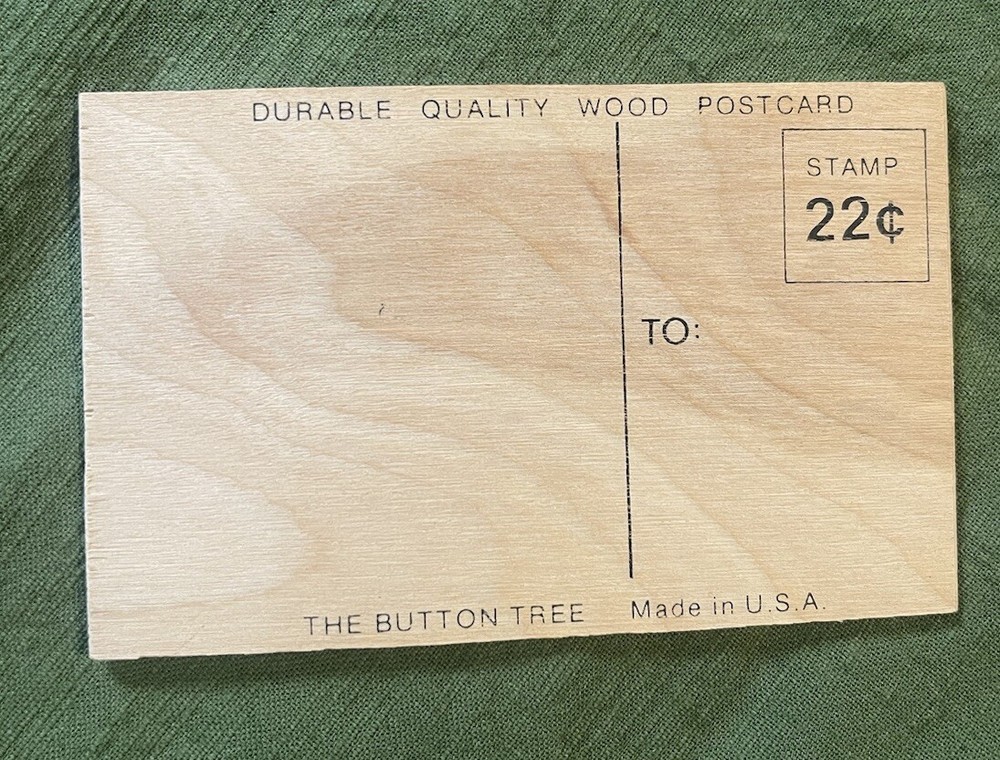 DURABLE QUALITY WOOD POSTCARD
STAMP
22¢
TO:
THE BUTTON TREE Made in U.S.A.